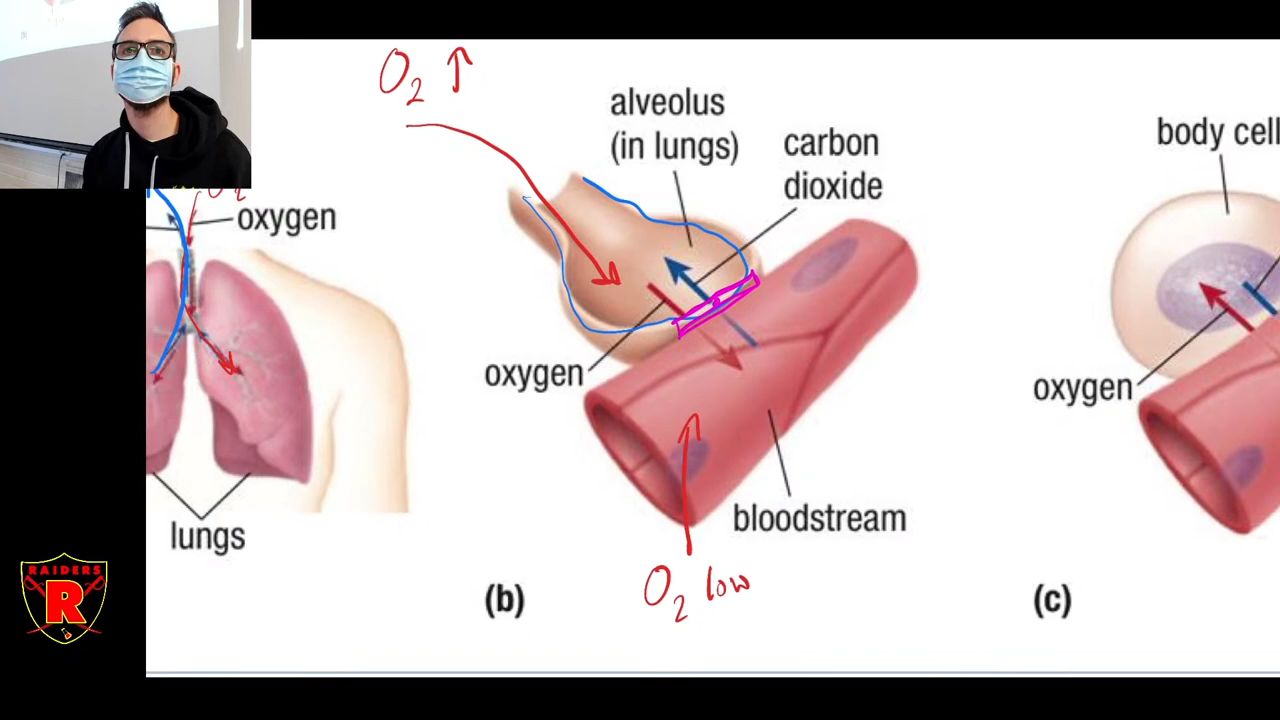 O2 ↑
alveolus
(in lungs)
carbon
dioxide
body cell
oxygen
oxygen
oxygen
lungs
bloodstream
O2 low
(b)
(c)
RAIDERS
R